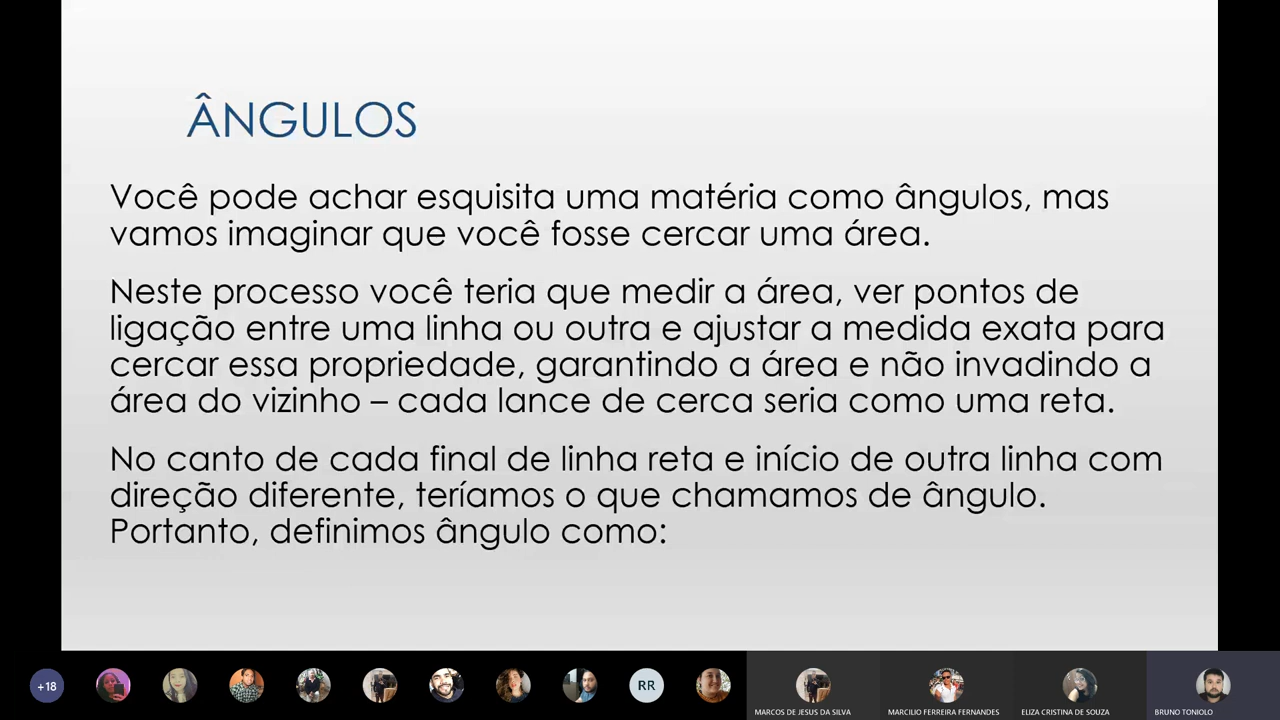 ÂNGULOS
Você pode achar esquisita uma matéria como ângulos, mas
vamos imaginar que você fosse cercar uma área.
Neste processo você teria que medir a área, ver pontos de
ligação entre uma linha ou outra e ajustar a medida exata para
cercar essa propriedade, garantindo a área e não invadindo a
área do vizinho – cada lance de cerca seria como uma reta.
No canto de cada final de linha reta e início de outra linha com
direção diferente, teríamos o que chamamos de ângulo.
Portanto, definimos ângulo como:
+18
RR
MARCOS DE JESUS DA SILVA
MARCILIO FERREIRA FERNANDES
ELIZA CRISTINA DE SOUZA
BRUNO TONIOLO